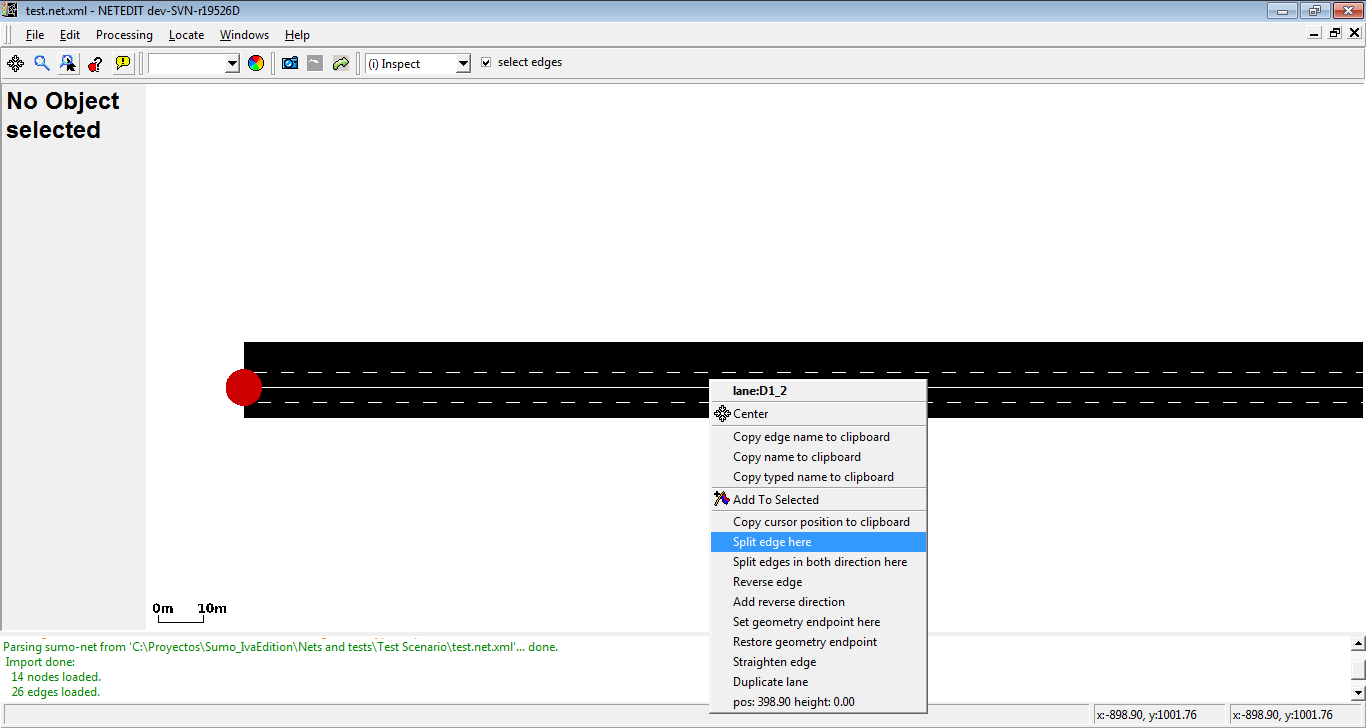 test.net.xml - NETEDIT dev-SVN-r19526D
File Edit Processing Locate Windows Help
(i) Inspect select edges
No Object
selected
lane:D1_2
Center
Copy edge name to clipboard
Copy name to clipboard
Copy typed name to clipboard
Add To Selected
Copy cursor position to clipboard
Split edge here
Split edges in both direction here
Reverse edge
Add reverse direction
Set geometry endpoint here
Restore geometry endpoint
Straighten edge
Duplicate lane
pos: 398.90 height: 0.00
0m 10m
Parsing sumo-net from 'C:\Proyectos\Sumo_IvaEdition\Nets and tests\Test Scenario\test.net.xml'... done.
Import done:
14 nodes loaded.
26 edges loaded.
x:-898.90, y:1001.76 x:-898.90, y:1001.76